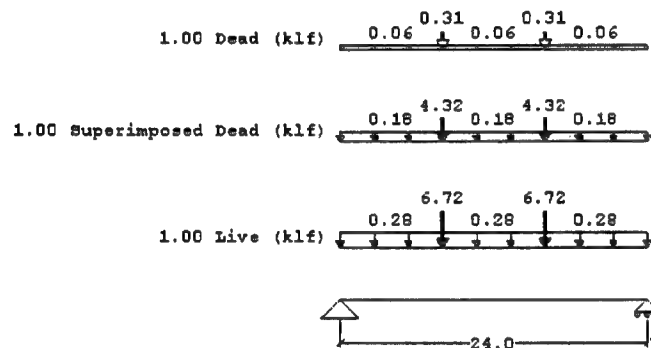 0.31 0.31
0.06 0.06 0.06
1.00 Dead (klf)
4.32 4.32
0.18 0.18 0.18
1.00 Superimposed Dead (klf)
6.72 6.72
0.28 0.28 0.28
1.00 Live (klf)
24.0